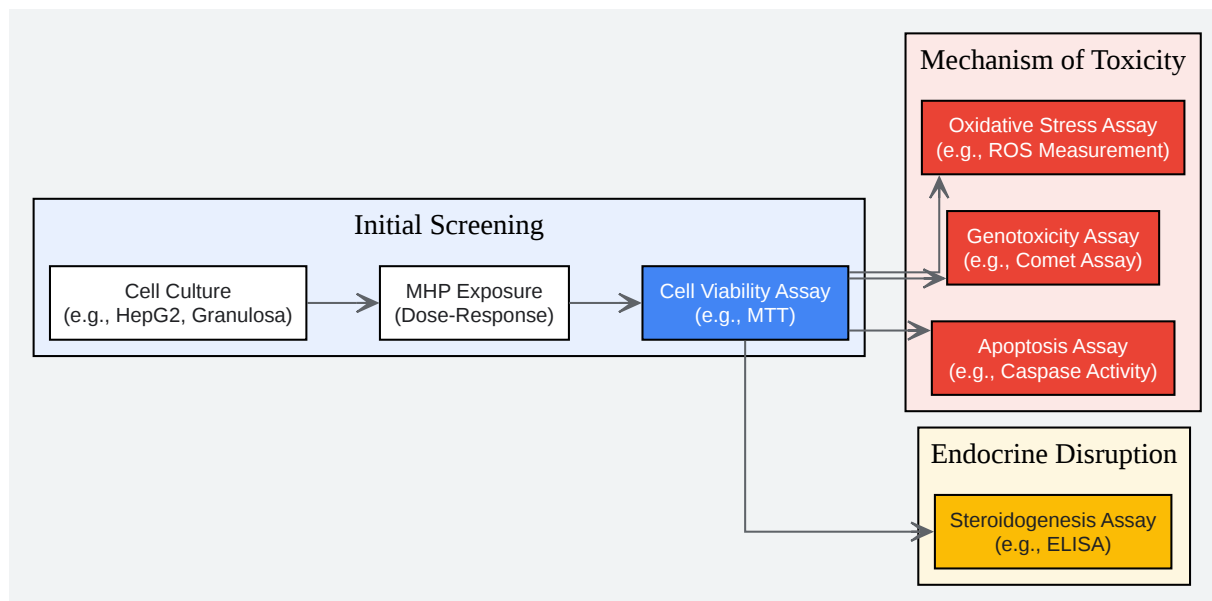 Initial Screening
Cell Culture
(e.g., HepG2, Granulosa)
MHP Exposure
(Dose-Response)
Cell Viability Assay
(e.g., MTT)
Mechanism of Toxicity
Oxidative Stress Assay
(e.g., ROS Measurement)
Genotoxicity Assay
(e.g., Comet Assay)
Apoptosis Assay
(e.g., Caspase Activity)
Endocrine Disruption
Steroidogenesis Assay
(e.g., ELISA)